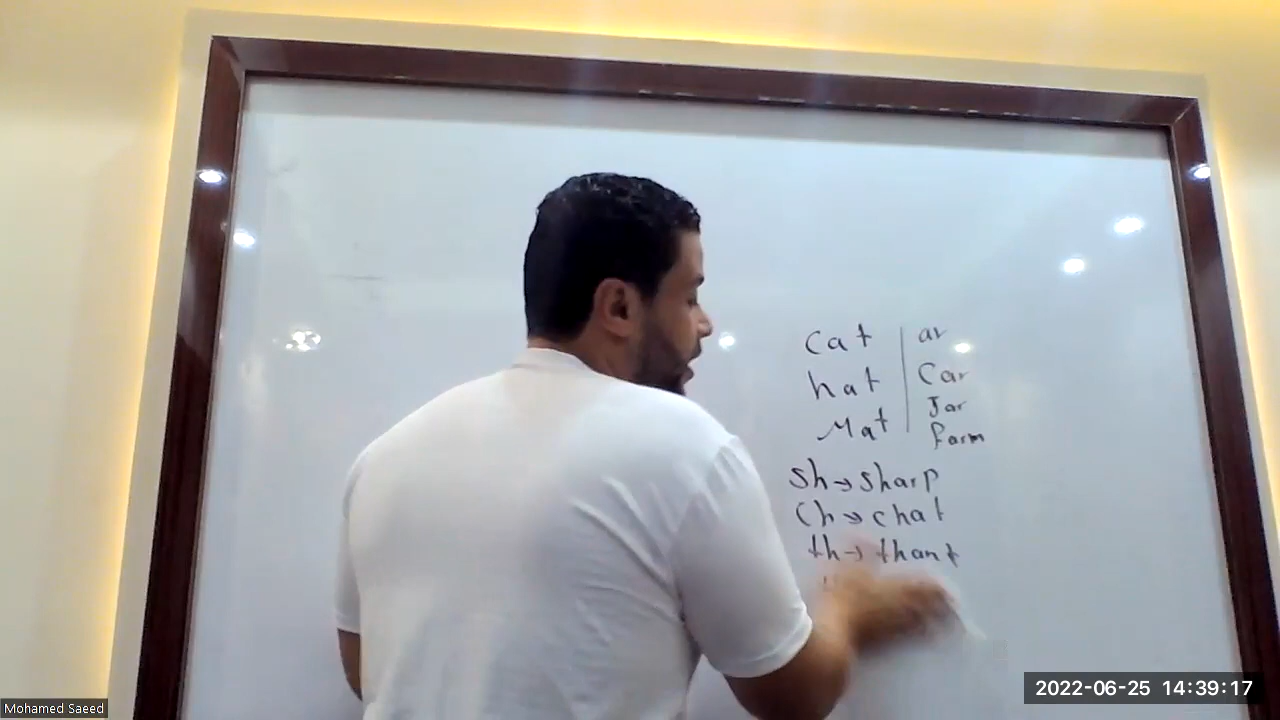 cat | ar
hat | Car
Mat | Jar
Farm
sh → sharp
Ch → chat
th → thank
Mohamed Saeed
2022-06-25 14:39:17